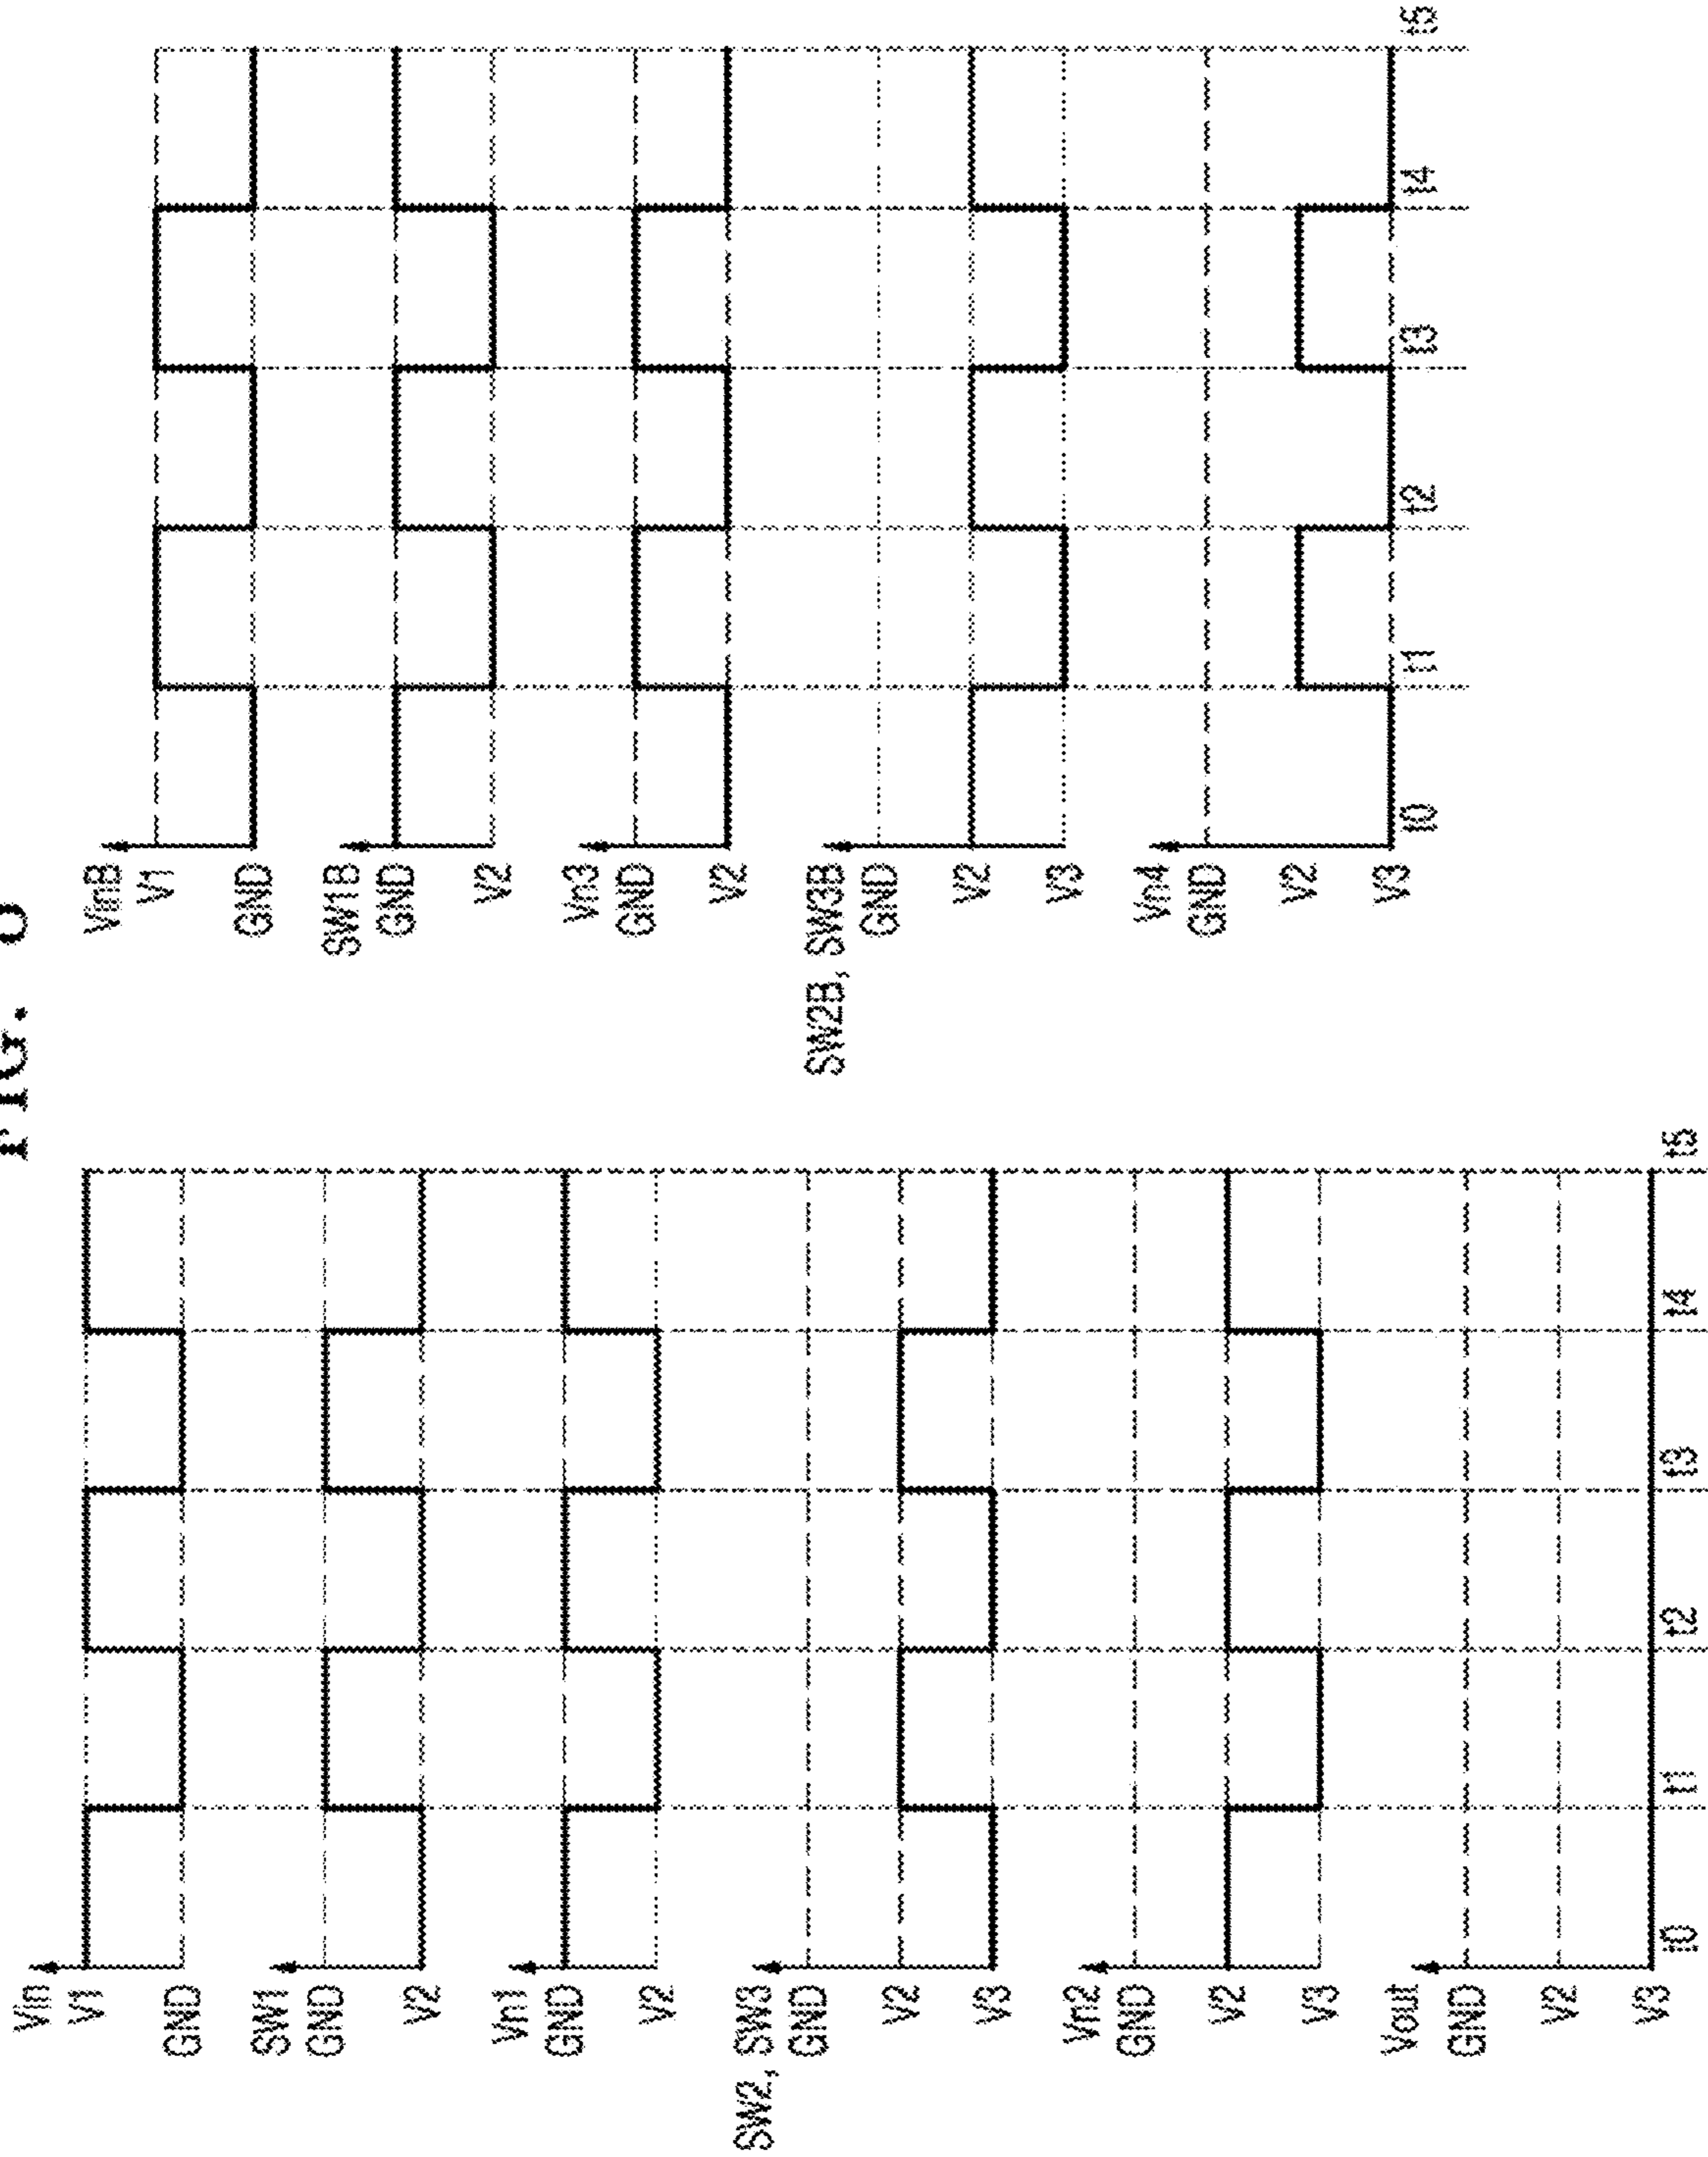 FIG. 8
Vin
V1
GND
SW1
GND
V2
Vn1
GND
V2
SW2, SW3
GND
V2
V3
Vn2
GND
V2
V3
Vout
GND
V2
V3
t0 t1 t2 t3 t4 t5
VinB
V1
GND
SW1B
GND
V2
Vn3
GND
V2
SW2B, SW3B
GND
V2
V3
Vn4
GND
V2
V3
t0 t1 t2 t3 t4 t5